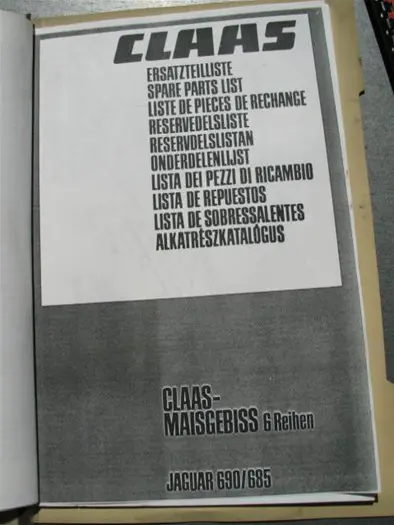 CLAAS
ERSATZTEILLISTE
SPARE PARTS LIST
LISTE DE PIECES DE RECHANGE
RESERVEDELSLISTE
RESERVDELSLISTAN
ONDERDELENLIJST
LISTA DEI PEZZI DI RICAMBIO
LISTA DE REPUESTOS
LISTA DE SOBRESSALENTES
ALKATRÉSZKATALÓGUS
CLAAS-
MAISGEBISS 6 Reihen
JAGUAR 690/685